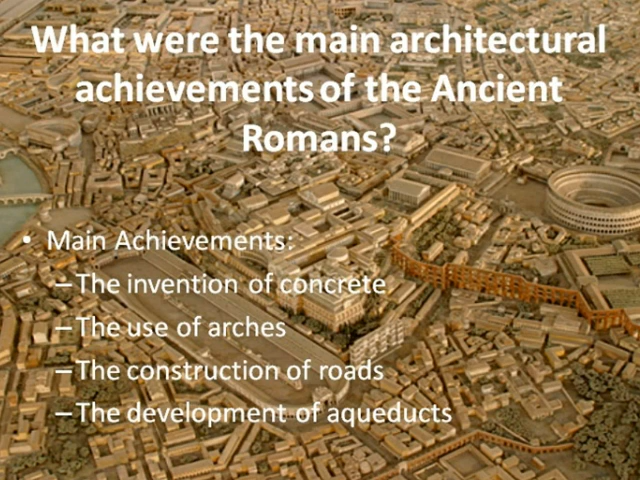 What were the main architectural
achievements of the Ancient
Romans?
• Main Achievements:
–The invention of concrete
–The use of arches
–The construction of roads
–The development of aqueducts